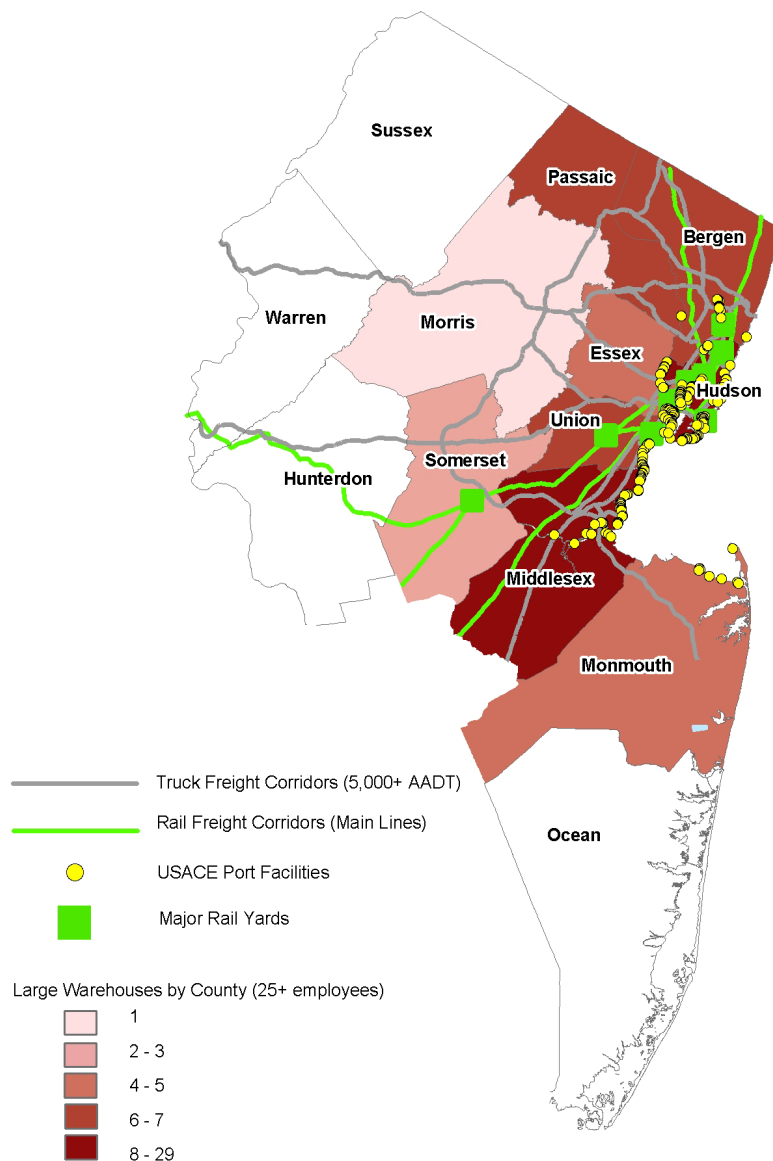 Sussex
Passaic
Bergen
Warren
Morris
Essex
Hudson
Union
Somerset
Hunterdon
Middlesex
Monmouth
Ocean
Truck Freight Corridors (5,000+ AADT)
Rail Freight Corridors (Main Lines)
USACE Port Facilities
Major Rail Yards
Large Warehouses by County (25+ employees)
1
2 - 3
4 - 5
6 - 7
8 - 29